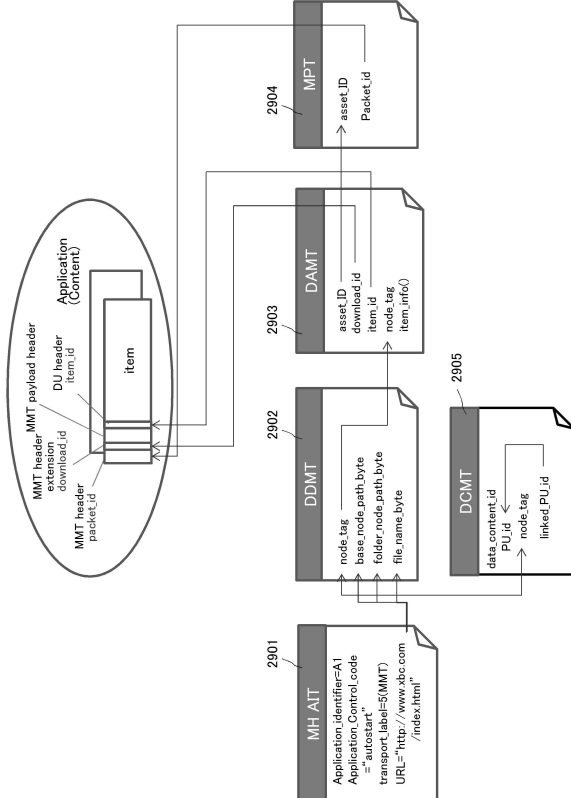 Application
(Content)
item
MMT header
packet_id
MMT header
extension
download_id
MMT payload header
DU header
item_id
2901
MH AIT
Application_identifier=A1
Application_Control_code
="autostart"
transport_label=5(MMT)
URL="http://www.xbc.com
/index.html"
2902
DDMT
node_tag
base_node_path_byte
folder_node_path_byte
file_name_byte
2903
DAMT
asset_ID
download_id
item_id
node_tag
item_info()
2904
MPT
asset_ID
Packet_id
2905
DCMT
data_content_id
PU_id
node_tag
linked_PU_id